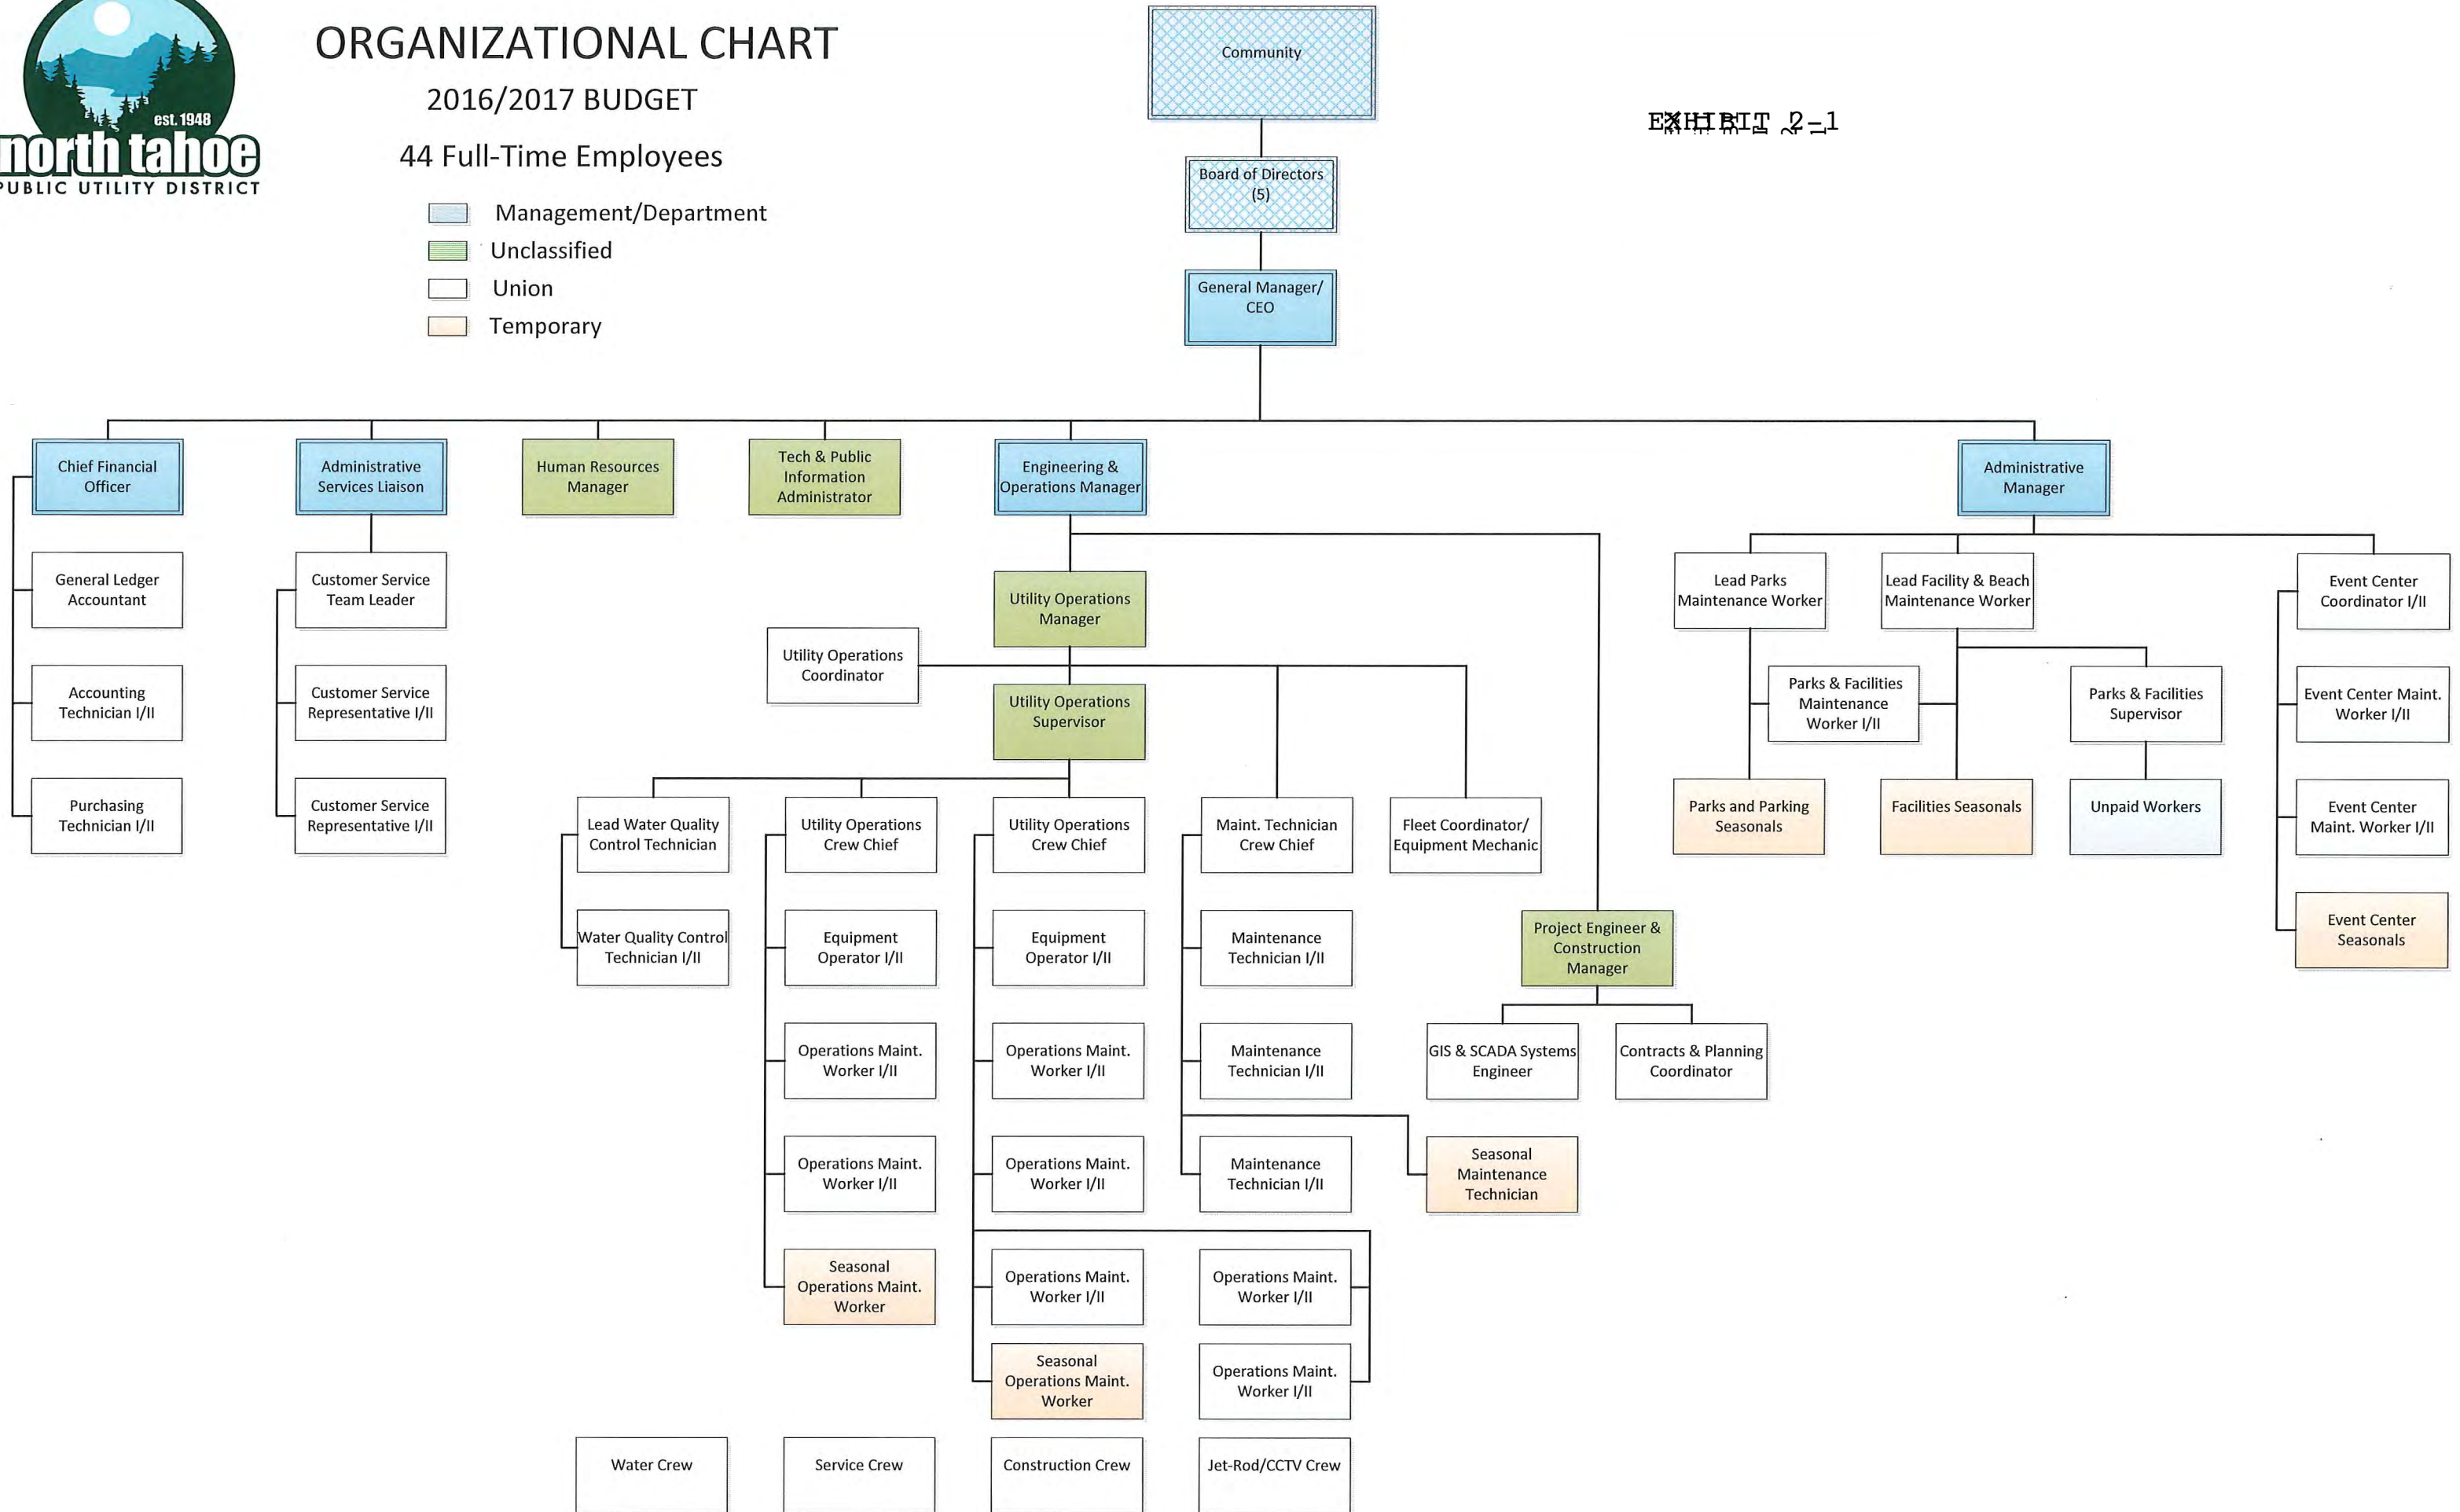 est. 1948
north tahoe
PUBLIC UTILITY DISTRICT
ORGANIZATIONAL CHART
2016/2017 BUDGET
44 Full-Time Employees
Management/Department
Unclassified
Union
Temporary
EXHIBIT 2-1
Community
Board of Directors
(5)
General Manager/
CEO
Chief Financial
Officer
Administrative
Services Liaison
Human Resources
Manager
Tech & Public
Information
Administrator
Engineering &
Operations Manager
Administrative
Manager
General Ledger
Accountant
Accounting
Technician I/II
Purchasing
Technician I/II
Customer Service
Team Leader
Customer Service
Representative I/II
Customer Service
Representative I/II
Utility Operations
Manager
Utility Operations
Coordinator
Utility Operations
Supervisor
Lead Water Quality
Control Technician
Water Quality Control
Technician I/II
Utility Operations
Crew Chief
Equipment
Operator I/II
Operations Maint.
Worker I/II
Operations Maint.
Worker I/II
Seasonal
Operations Maint.
Worker
Utility Operations
Crew Chief
Equipment
Operator I/II
Operations Maint.
Worker I/II
Operations Maint.
Worker I/II
Operations Maint.
Worker I/II
Seasonal
Operations Maint.
Worker
Maint. Technician
Crew Chief
Maintenance
Technician I/II
Maintenance
Technician I/II
Maintenance
Technician I/II
Operations Maint.
Worker I/II
Operations Maint.
Worker I/II
Fleet Coordinator/
Equipment Mechanic
Seasonal
Maintenance
Technician
Project Engineer &
Construction
Manager
GIS & SCADA Systems
Engineer
Contracts & Planning
Coordinator
Lead Parks
Maintenance Worker
Lead Facility & Beach
Maintenance Worker
Parks & Facilities
Maintenance
Worker I/II
Parks & Facilities
Supervisor
Parks and Parking
Seasonals
Facilities Seasonals
Unpaid Workers
Event Center
Coordinator I/II
Event Center Maint.
Worker I/II
Event Center
Maint. Worker I/II
Event Center
Seasonals
Water Crew
Service Crew
Construction Crew
Jet-Rod/CCTV Crew